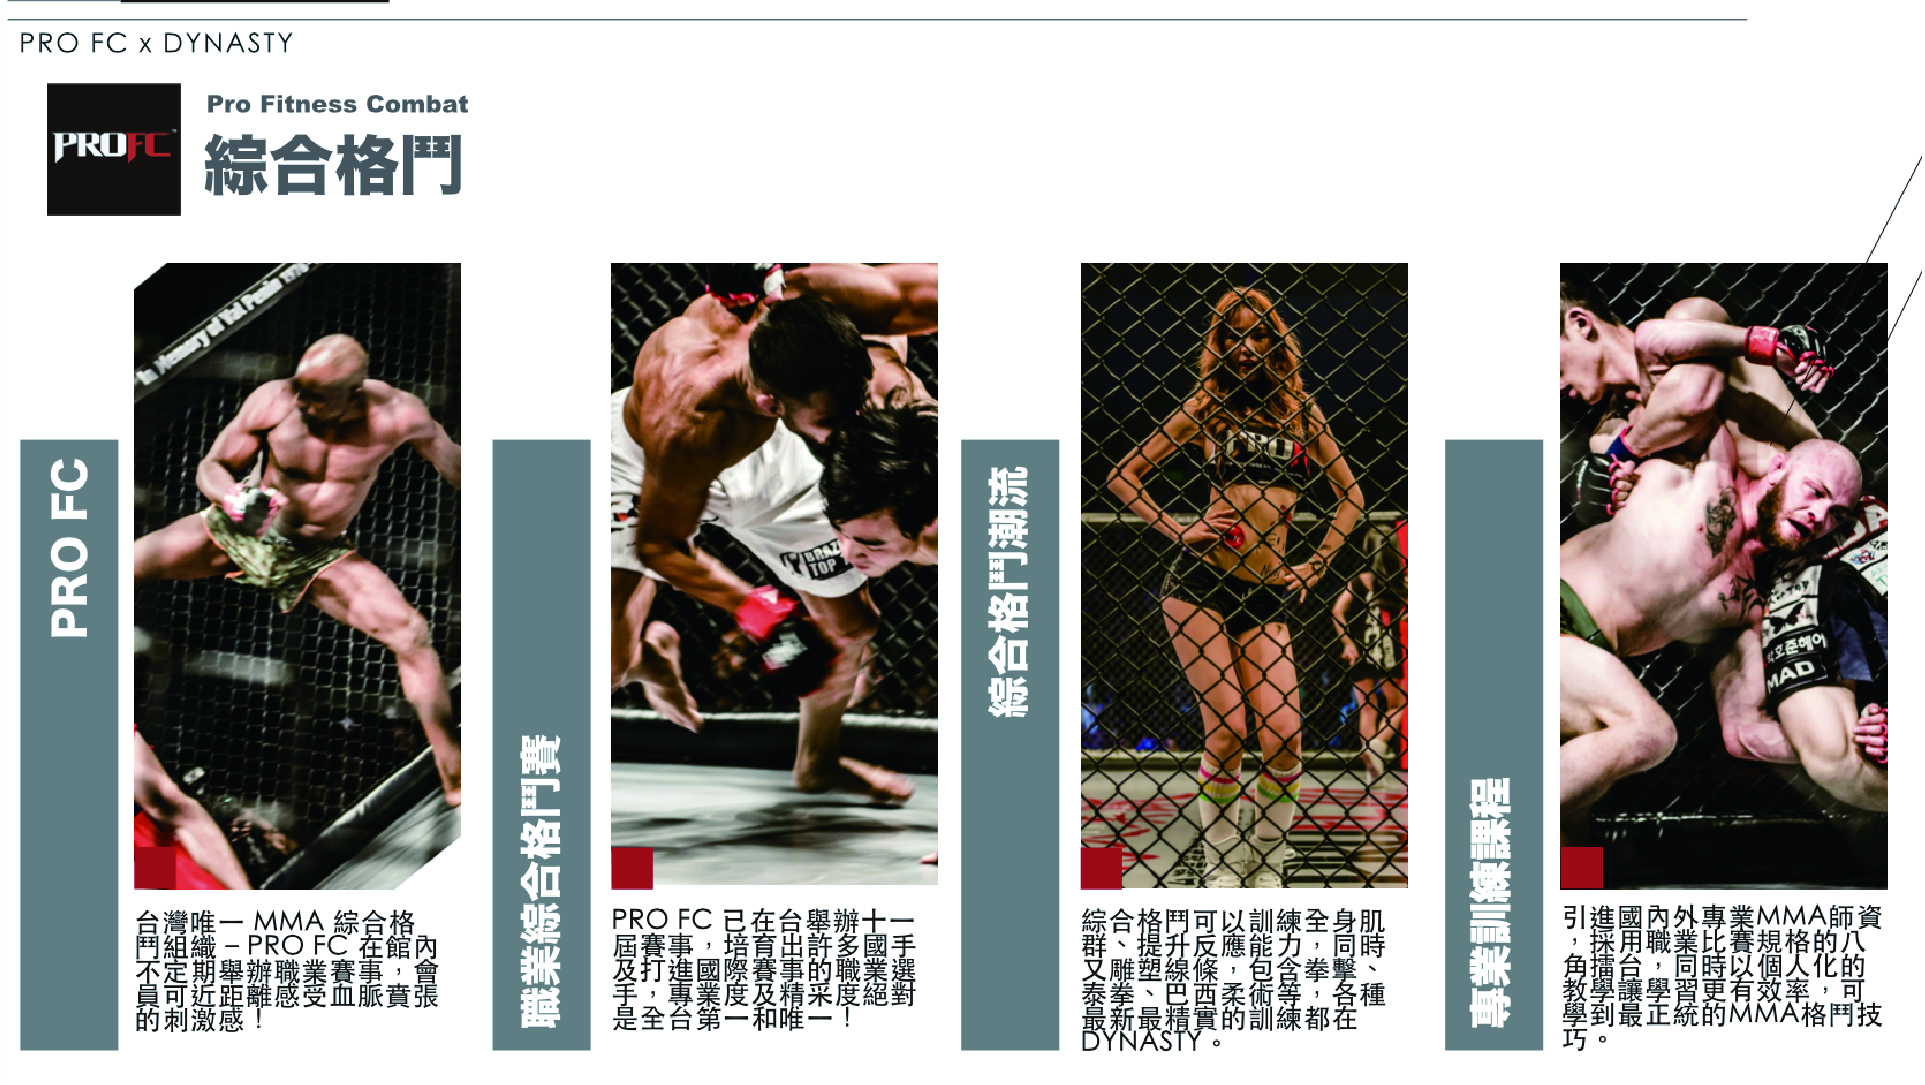 PRO FC x DYNASTY
PROFC
Pro Fitness Combat
綜合格鬥
In Memory of
PRO FC
台灣唯一 MMA 綜合格
鬥組織 – PRO FC 在館內
不定期舉辦職業賽事，會
員可近距離感受血脈賁張
的刺激感！
職業綜合格鬥賽
BRAZ
TOP
PRO FC 已在台舉辦十一
屆賽事，培育出許多國手
及打進國際賽事的職業選
手，專業度及精采度絕對
是全台第一和唯一！
綜合格鬥潮流
PRO
綜合格鬥可以訓練全身肌
群、提升反應能力，同時
又雕塑線條，包含拳擊、
泰拳、巴西柔術等，各種
最新最精實的訓練都在
DYNASTY。
專業訓練課程
호준헤어
MAD
引進國內外專業MMA師資
，採用職業比賽規格的八
角擂台，同時以個人化的
教學讓學習更有效率，可
學到最正統的MMA格鬥技
巧。